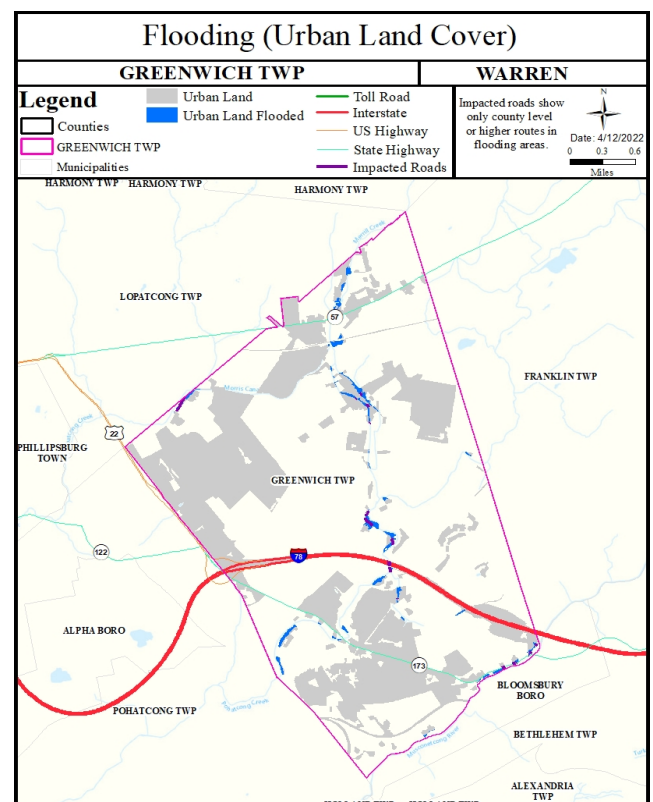 Flooding (Urban Land Cover)
GREENWICH TWP
WARREN
Legend
Counties
GREENWICH TWP
Municipalities
Urban Land
Urban Land Flooded
Toll Road
Interstate
US Highway
State Highway
Impacted Roads
Impacted roads show
only county level
or higher routes in
flooding areas.
N
Date: 4/12/2022
0 0.3 0.6
Miles
HARMONY TWP HARMONY TWP
HARMONY TWP
Merrill Creek
LOPATCONG TWP
57
FRANKLIN TWP
Morris Canal
22
PHILLIPSBURG
TOWN
GREENWICH TWP
122
78
ALPHA BORO
173
BLOOMSBURY
BORO
POHATCONG TWP
BETHLEHEM TWP
ALEXANDRIA
TWP